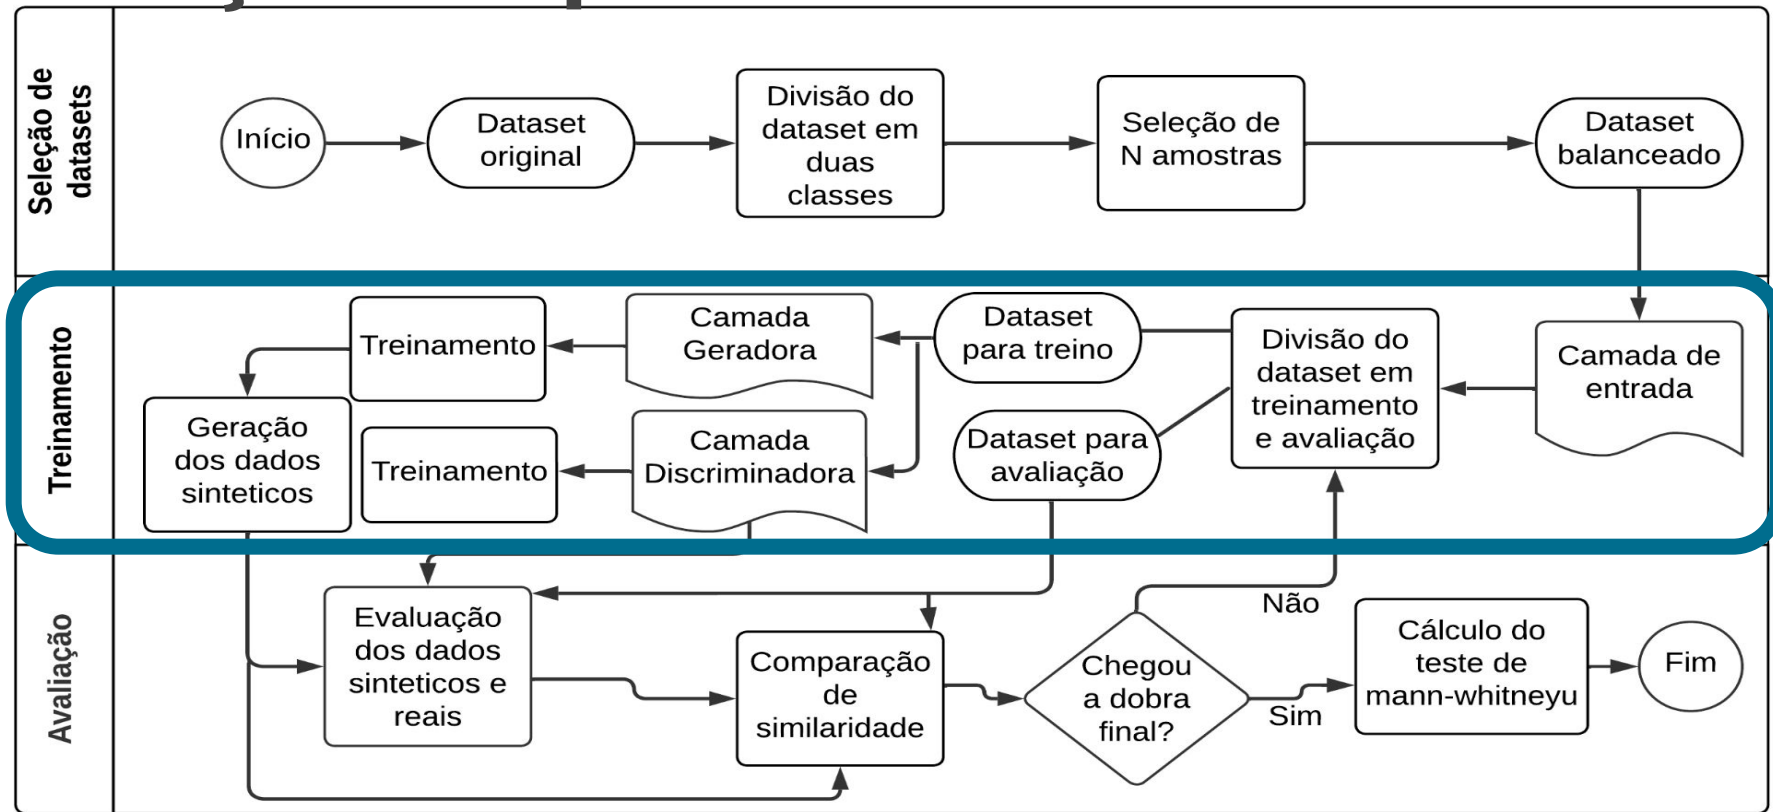 Seleção de
datasets
Início
Dataset
original
Divisão do
dataset em
duas
classes
Seleção de
N amostras
Dataset
balanceado
Treinamento
Camada de
entrada
Divisão do
dataset em
treinamento
e avaliação
Dataset
para treino
Dataset para
avaliação
Camada
Geradora
Camada
Discriminadora
Treinamento
Treinamento
Geração
dos dados
sinteticos
Avaliação
Evaluação
dos dados
sinteticos e
reais
Comparação
de
similaridade
Chegou
a dobra
final?
Não
Sim
Cálculo do
teste de
mann-whitneyu
Fim